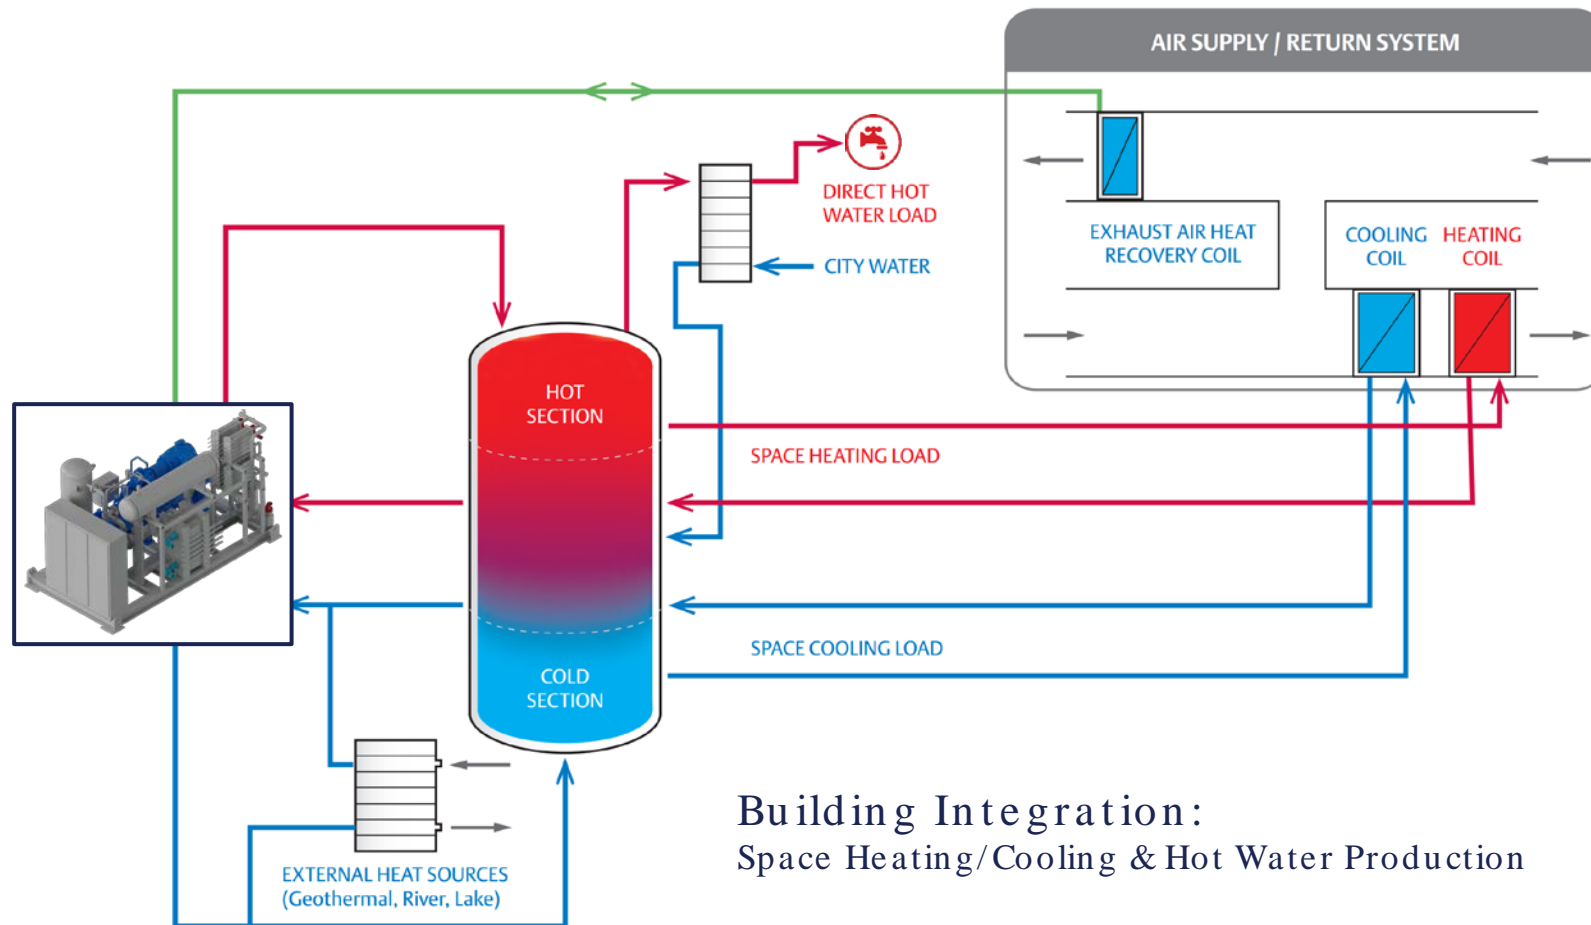 AIR SUPPLY / RETURN SYSTEM
DIRECT HOT
WATER LOAD
CITY WATER
EXHAUST AIR HEAT
RECOVERY COIL
COOLING
COIL
HEATING
COIL
HOT
SECTION
SPACE HEATING LOAD
SPACE COOLING LOAD
COLD
SECTION
EXTERNAL HEAT SOURCES
(Geothermal, River, Lake)
Building Integration:
Space Heating/Cooling & Hot Water Production